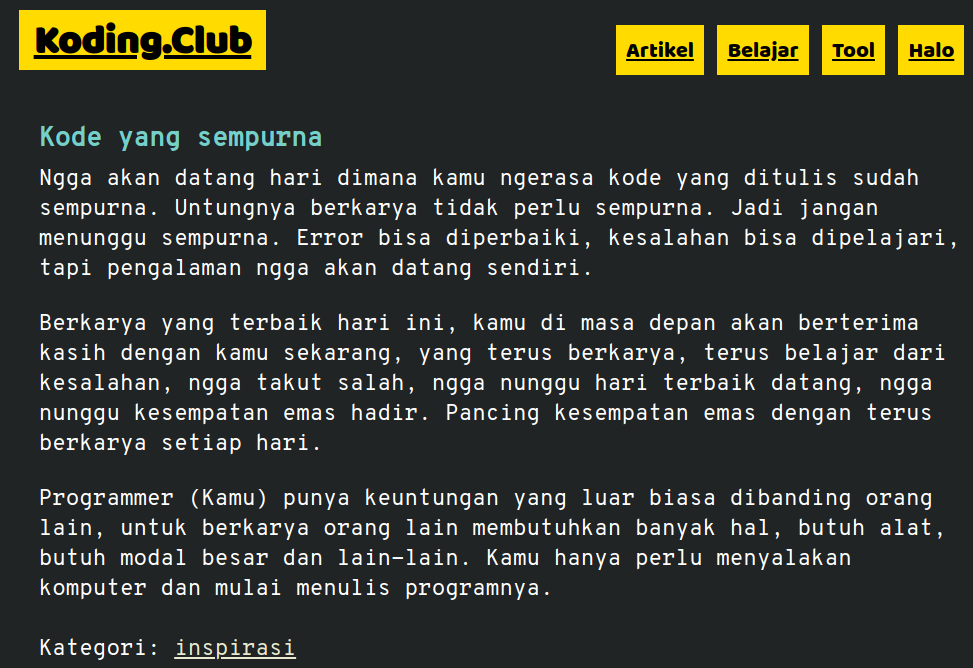 Koding.Club
Artikel Belajar Tool Halo
Kode yang sempurna
Ngga akan datang hari dimana kamu ngerasa kode yang ditulis sudah
sempurna. Untungnya berkarya tidak perlu sempurna. Jadi jangan
menunggu sempurna. Error bisa diperbaiki, kesalahan bisa dipelajari,
tapi pengalaman ngga akan datang sendiri.
Berkarya yang terbaik hari ini, kamu di masa depan akan berterima
kasih dengan kamu sekarang, yang terus berkarya, terus belajar dari
kesalahan, ngga takut salah, ngga nunggu hari terbaik datang, ngga
nunggu kesempatan emas hadir. Pancing kesempatan emas dengan terus
berkarya setiap hari.
Programmer (Kamu) punya keuntungan yang luar biasa dibanding orang
lain, untuk berkarya orang lain membutuhkan banyak hal, butuh alat,
butuh modal besar dan lain-lain. Kamu hanya perlu menyalakan
komputer dan mulai menulis programnya.
Kategori: inspirasi